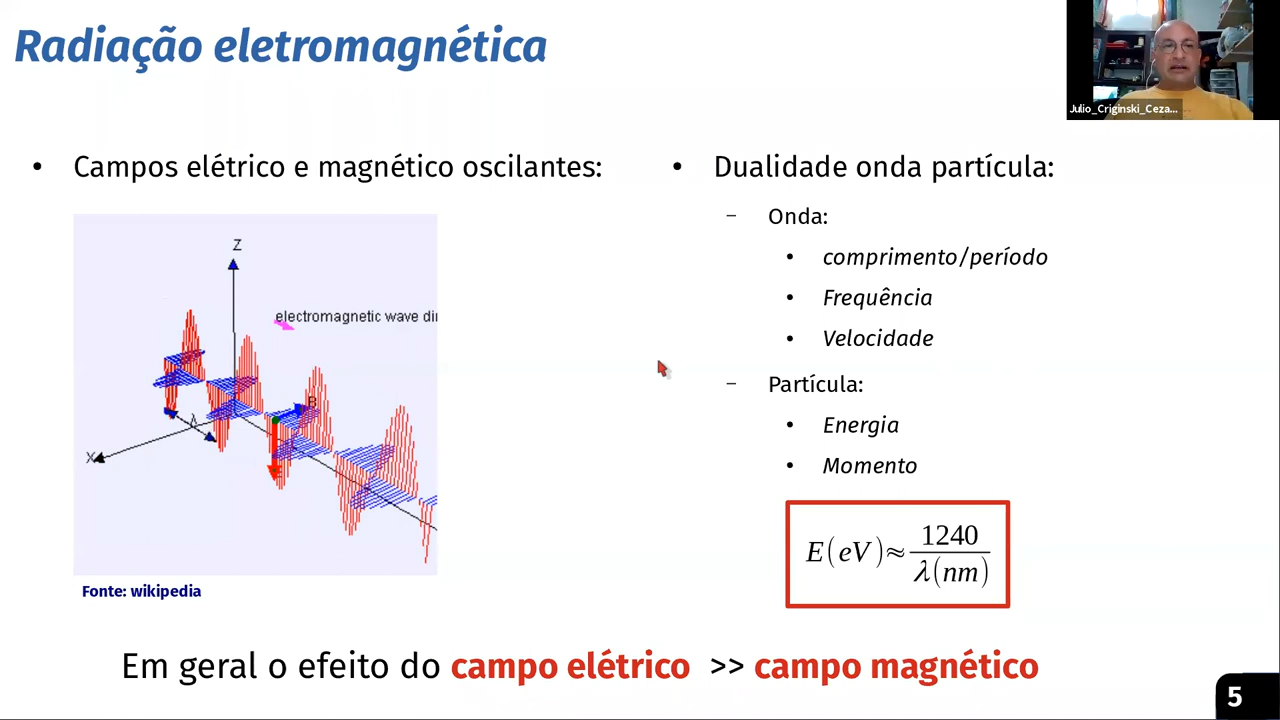 Radiação eletromagnética
Julio_Criginski_Ceza...
• Campos elétrico e magnético oscilantes:
Z
electromagnetic wave dir
B
λ
X
Fonte: wikipedia
• Dualidade onda partícula:
– Onda:
• comprimento/período
• Frequência
• Velocidade
– Partícula:
• Energia
• Momento
E(eV)≈1240/λ(nm)
Em geral o efeito do campo elétrico >> campo magnético
5